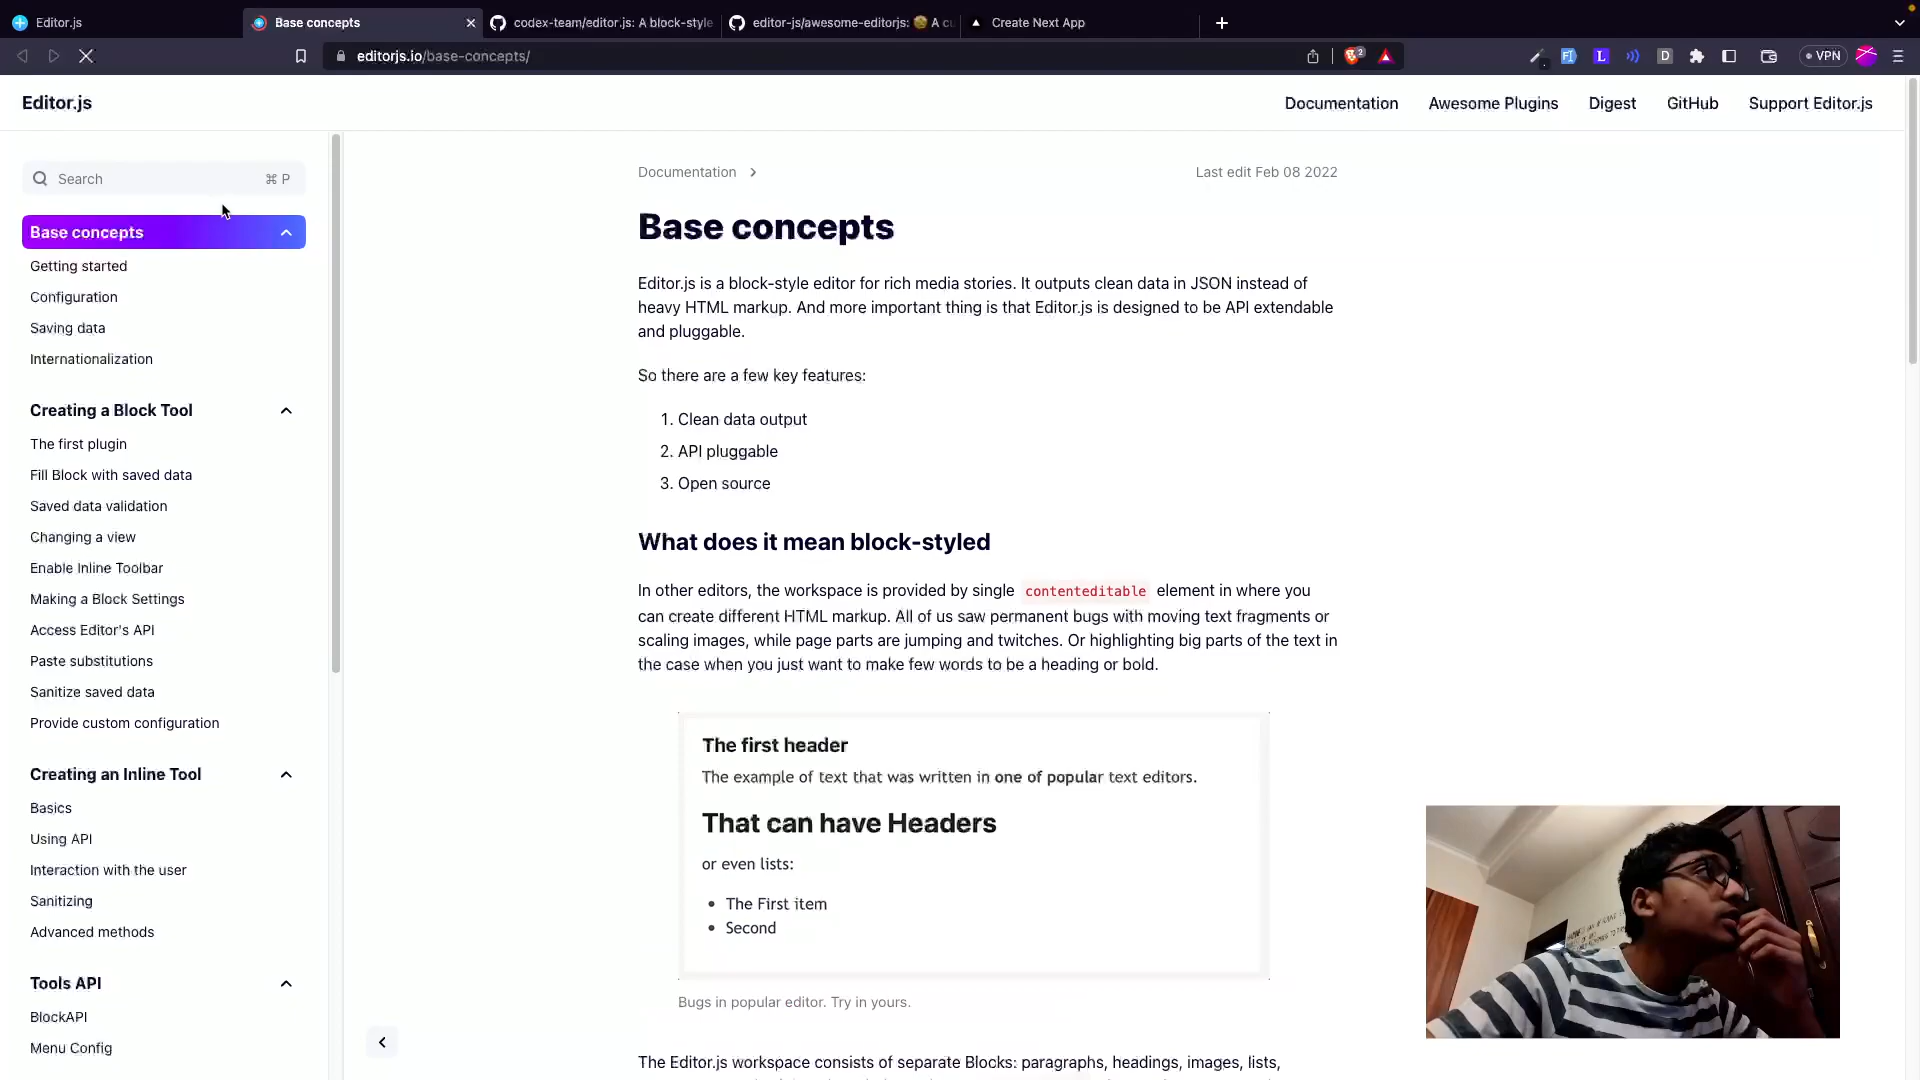 Editor.js
Base concepts
codex-team/editor.js: A block-style
editor-js/awesome-editorjs: A cu
Create Next App
editorjs.io/base-concepts/
2
L
D
VPN
Editor.js
Documentation
Awesome Plugins
Digest
GitHub
Support Editor.js
Search
⌘ P
Base concepts
Getting started
Configuration
Saving data
Internationalization
Creating a Block Tool
The first plugin
Fill Block with saved data
Saved data validation
Changing a view
Enable Inline Toolbar
Making a Block Settings
Access Editor's API
Paste substitutions
Sanitize saved data
Provide custom configuration
Creating an Inline Tool
Basics
Using API
Interaction with the user
Sanitizing
Advanced methods
Tools API
BlockAPI
Menu Config
Documentation
Last edit Feb 08 2022
Base concepts
Editor.js is a block-style editor for rich media stories. It outputs clean data in JSON instead of
heavy HTML markup. And more important thing is that Editor.js is designed to be API extendable
and pluggable.
So there are a few key features:
1. Clean data output
2. API pluggable
3. Open source
What does it mean block-styled
In other editors, the workspace is provided by single contenteditable element in where you
can create different HTML markup. All of us saw permanent bugs with moving text fragments or
scaling images, while page parts are jumping and twitches. Or highlighting big parts of the text in
the case when you just want to make few words to be a heading or bold.
The first header
The example of text that was written in one of popular text editors.
That can have Headers
or even lists:
The First item
Second
Bugs in popular editor. Try in yours.
The Editor.js workspace consists of separate Blocks: paragraphs, headings, images, lists,